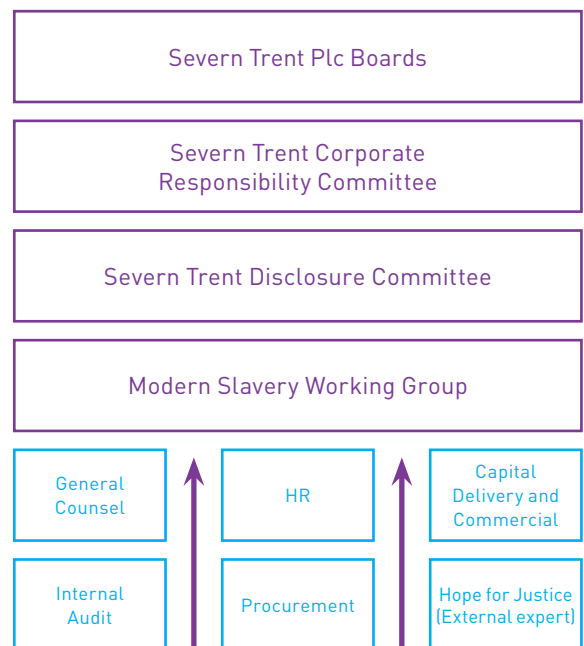 Severn Trent Plc Boards
Severn Trent Corporate
Responsibility Committee
Severn Trent Disclosure Committee
Modern Slavery Working Group
General
Counsel
HR
Capital
Delivery and
Commercial
Internal
Audit
Procurement
Hope for Justice
(External expert)